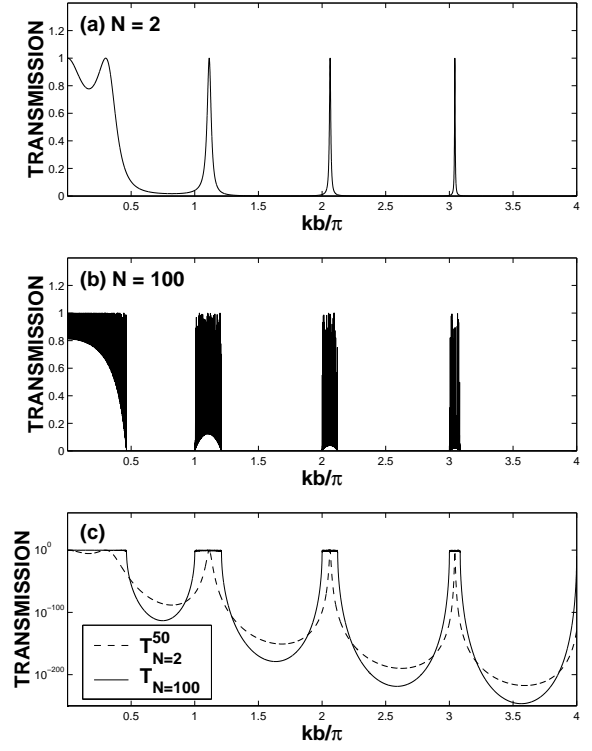 (a) N = 2
TRANSMISSION
1.2
1
0.8
0.6
0.4
0.2
0
0.5 1 1.5 2 2.5 3 3.5 4
kb/π
(b) N = 100
TRANSMISSION
1.2
1
0.8
0.6
0.4
0.2
0
0.5 1 1.5 2 2.5 3 3.5 4
kb/π
(c)
TRANSMISSION
10^0
10^−100
10^−200
T_{N=2}^{50}
T_{N=100}
0.5 1 1.5 2 2.5 3 3.5 4
kb/π